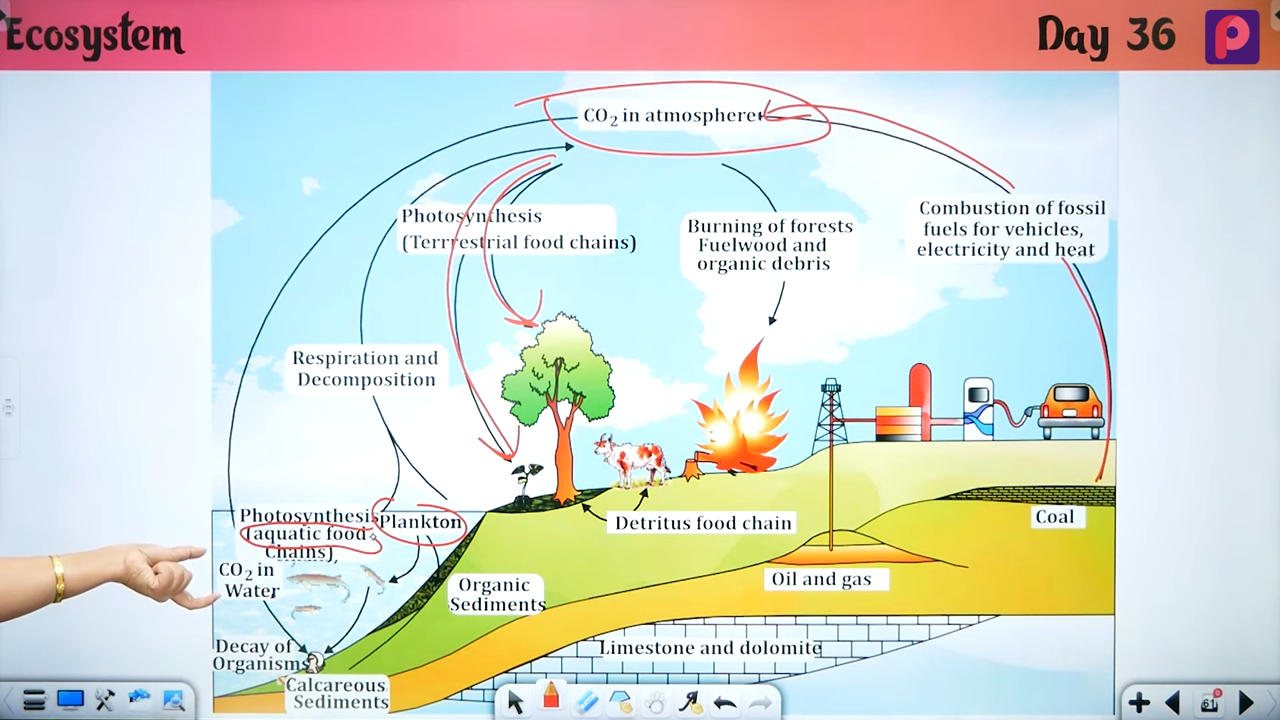 Ecosystem
Day 36
CO2 in atmosphere
Photosynthesis
(Terrrestrial food chains)
Burning of forests
Fuelwood and
organic debris
Combustion of fossil
fuels for vehicles,
electricity and heat
Respiration and
Decomposition
Photosynthesis
(aquatic food
Chains),
Plankton
CO2 in
Water
Detritus food chain
Coal
Oil and gas
Organic
Sediments
Limestone and dolomite
Decay of
Organisms
Calcareous
Sediments
61